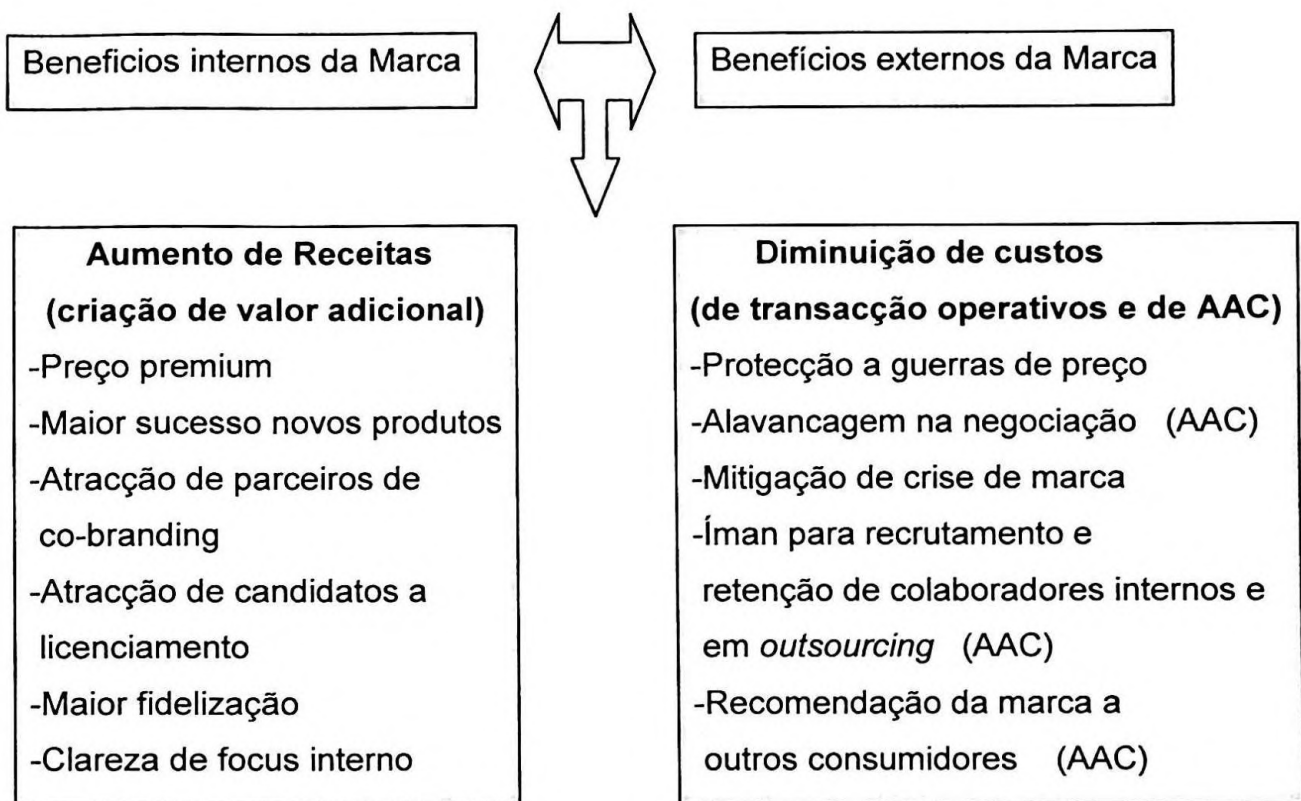 Beneficios internos da Marca
Benefícios externos da Marca
Aumento de Receitas
(criação de valor adicional)
-Preço premium
-Maior sucesso novos produtos
-Atracção de parceiros de
co-branding
-Atracção de candidatos a
licenciamento
-Maior fidelização
-Clareza de focus interno
Diminuição de custos
(de transacção operativos e de AAC)
-Protecção a guerras de preço
-Alavancagem na negociação (AAC)
-Mitigação de crise de marca
-Íman para recrutamento e
retenção de colaboradores internos e
em outsourcing (AAC)
-Recomendação da marca a
outros consumidores (AAC)